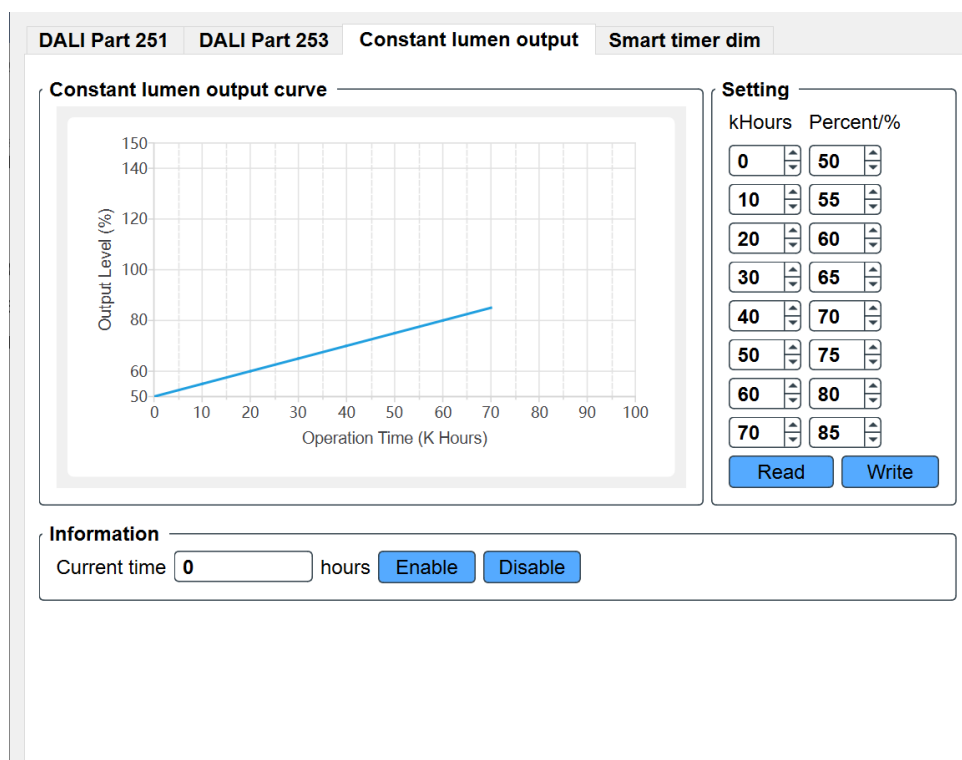 DALI Part 251 DALI Part 253 Constant lumen output Smart timer dim
Constant lumen output curve
150
140
120
100
80
60
50
Output Level (%)
0 10 20 30 40 50 60 70 80 90 100
Operation Time (K Hours)
Setting
kHours Percent/%
0 50
10 55
20 60
30 65
40 70
50 75
60 80
70 85
Read Write
Information
Current time 0 hours Enable Disable